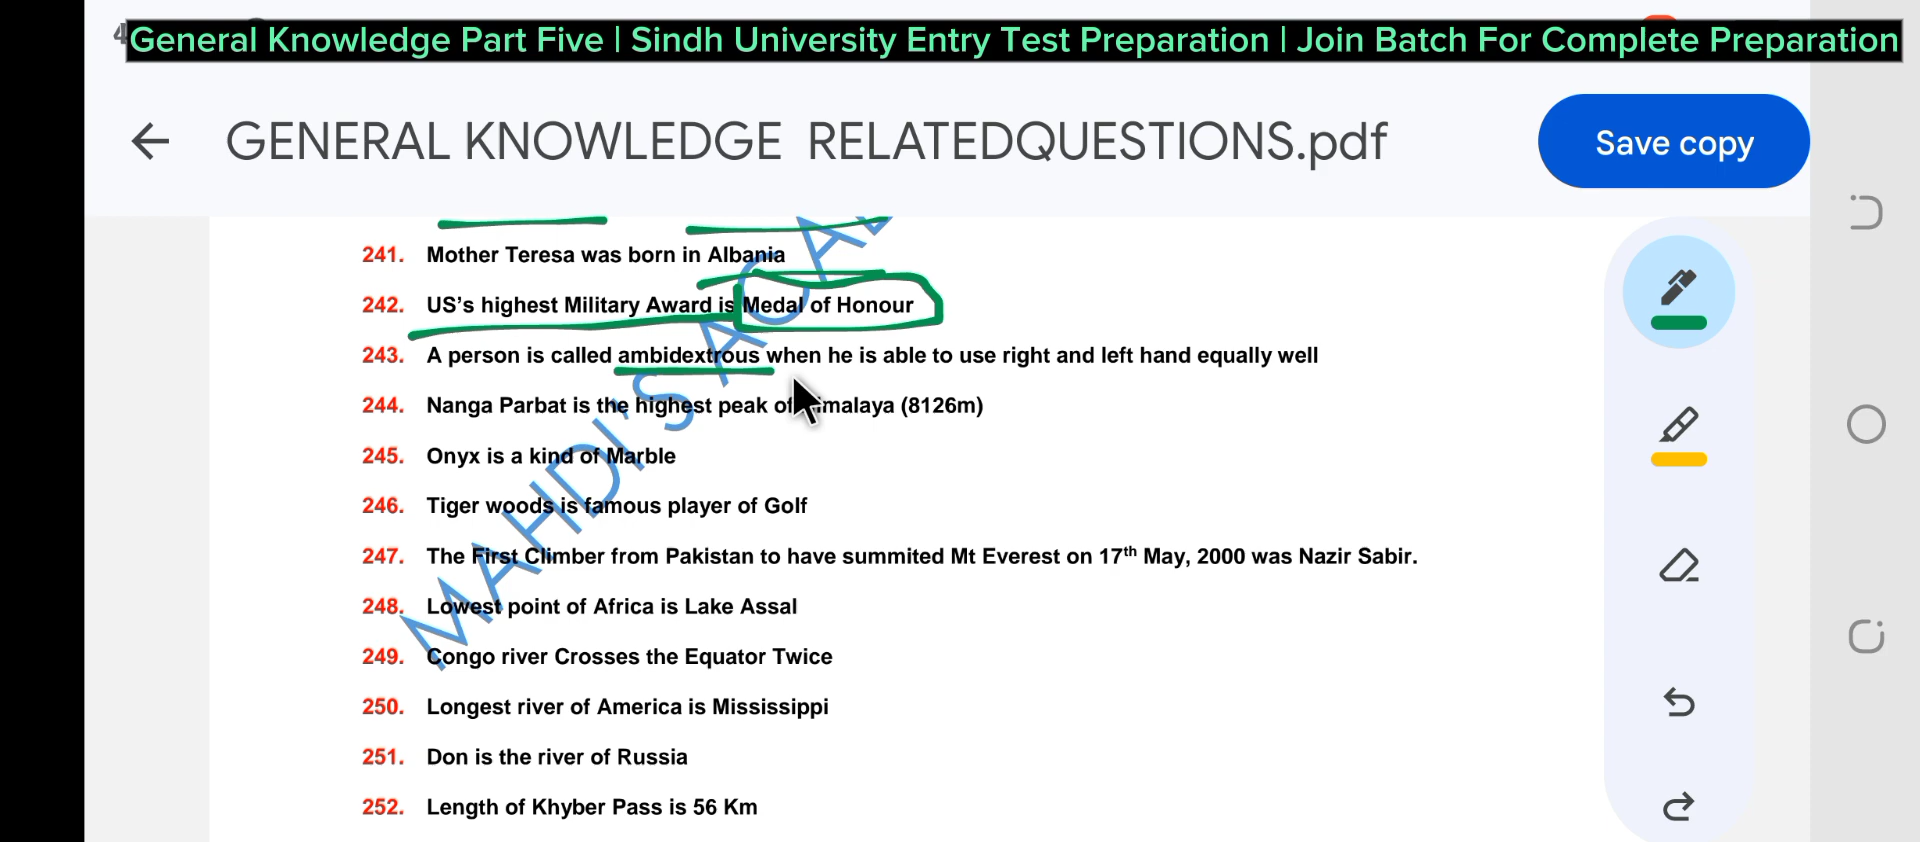 General Knowledge Part Five | Sindh University Entry Test Preparation | Join Batch For Complete Preparation
GENERAL KNOWLEDGE RELATEDQUESTIONS.pdf
Save copy
241. Mother Teresa was born in Albania
242. US's highest Military Award is Medal of Honour
243. A person is called ambidextrous when he is able to use right and left hand equally well
244. Nanga Parbat is the highest peak of Himalaya (8126m)
245. Onyx is a kind of Marble
246. Tiger woods is famous player of Golf
247. The First Climber from Pakistan to have summited Mt Everest on 17th May, 2000 was Nazir Sabir.
248. Lowest point of Africa is Lake Assal
249. Congo river Crosses the Equator Twice
250. Longest river of America is Mississippi
251. Don is the river of Russia
252. Length of Khyber Pass is 56 Km
MAHDI'S